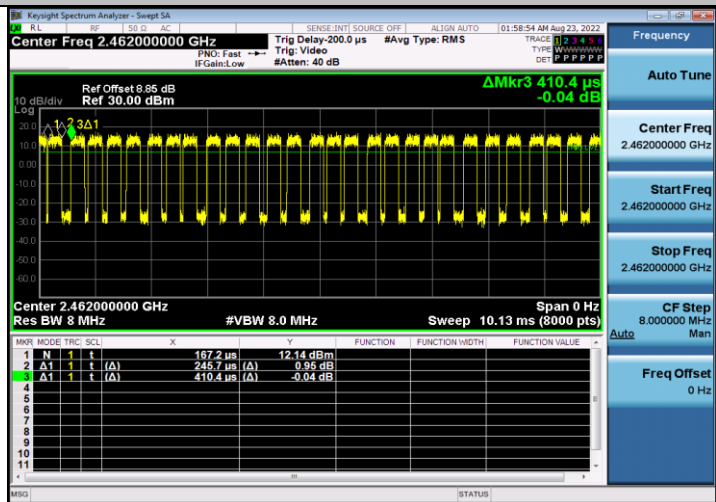 Keysight Spectrum Analyzer - Swept SA
RL RF 50 Ω AC SENSE:INT SOURCE OFF ALIGN AUTO 01:58:54 AM Aug 23, 2022
Center Freq 2.462000000 GHz
PNO: Fast
IFGain:Low
Trig Delay-200.0 µs
Trig: Video
#Atten: 40 dB
#Avg Type: RMS
TRACE 1 2 3 4 5 6
TYPE W
DET P P P P P P
Ref Offset 8.85 dB
10 dB/div Ref 30.00 dBm
Log
ΔMkr3 410.4 µs
-0.04 dB
1 2 3Δ1
20.0
10.0
0.00
-10.0
-20.0
-30.0
-40.0
-50.0
-60.0
Center 2.462000000 GHz Span 0 Hz
Res BW 8 MHz #VBW 8.0 MHz Sweep 10.13 ms (8000 pts)
MKR MODE TRC SCL X Y FUNCTION FUNCTION WIDTH FUNCTION VALUE
1 N 1 t 167.2 µs 12.14 dBm
2 Δ1 1 t (Δ) 245.7 µs (Δ) 0.95 dB
3 Δ1 1 t (Δ) 410.4 µs (Δ) -0.04 dB
4
5
6
7
8
9
10
11
MSG STATUS
Frequency
Auto Tune
Center Freq
2.462000000 GHz
Start Freq
2.462000000 GHz
Stop Freq
2.462000000 GHz
CF Step
8.000000 MHz
Auto Man
Freq Offset
0 Hz